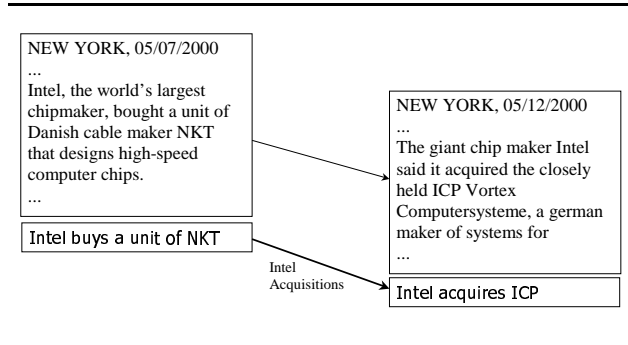 NEW YORK, 05/07/2000
...
Intel, the world's largest
chipmaker, bought a unit of
Danish cable maker NKT
that designs high-speed
computer chips.
...
Intel buys a unit of NKT
Intel
Acquisitions
NEW YORK, 05/12/2000
...
The giant chip maker Intel
said it acquired the closely
held ICP Vortex
Computersysteme, a german
maker of systems for
...
Intel acquires ICP